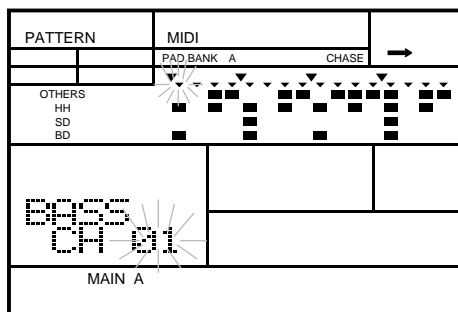 PATTERN MIDI
PAD BANK A CHASE
OTHERS
HH
SD
BD
BASS
CH 01
MAIN A